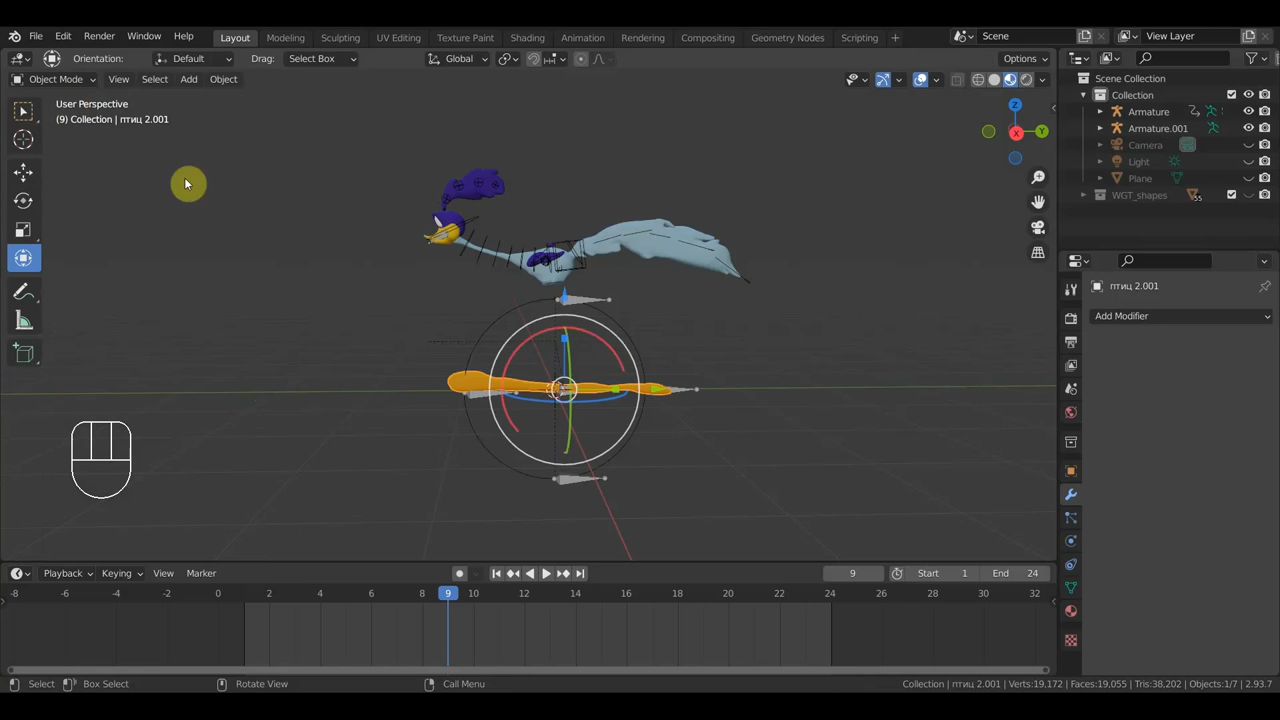 File Edit Render Window Help Layout Modeling Sculpting UV Editing Texture Paint Shading Animation Rendering Compositing Geometry Nodes Scripting + Scene View Layer
Orientation: Default Drag: Select Box Global Options
Object Mode View Select Add Object
User Perspective
(9) Collection | птиц 2.001
Z
Y
X
Scene Collection
Collection
Armature
Armature.001
Camera
Light
Plane
WGT_shapes 55
птиц 2.001
Add Modifier
Playback Keying View Marker 9 Start 1 End 24
-8 -6 -4 -2 0 2 4 6 8 9 10 12 14 16 18 20 22 24 26 28 30 32
Select Box Select Rotate View Call Menu Collection | птиц 2.001 | Verts:19,172 | Faces:19,055 | Tris:38,202 | Objects:1/7 | 2.93.7